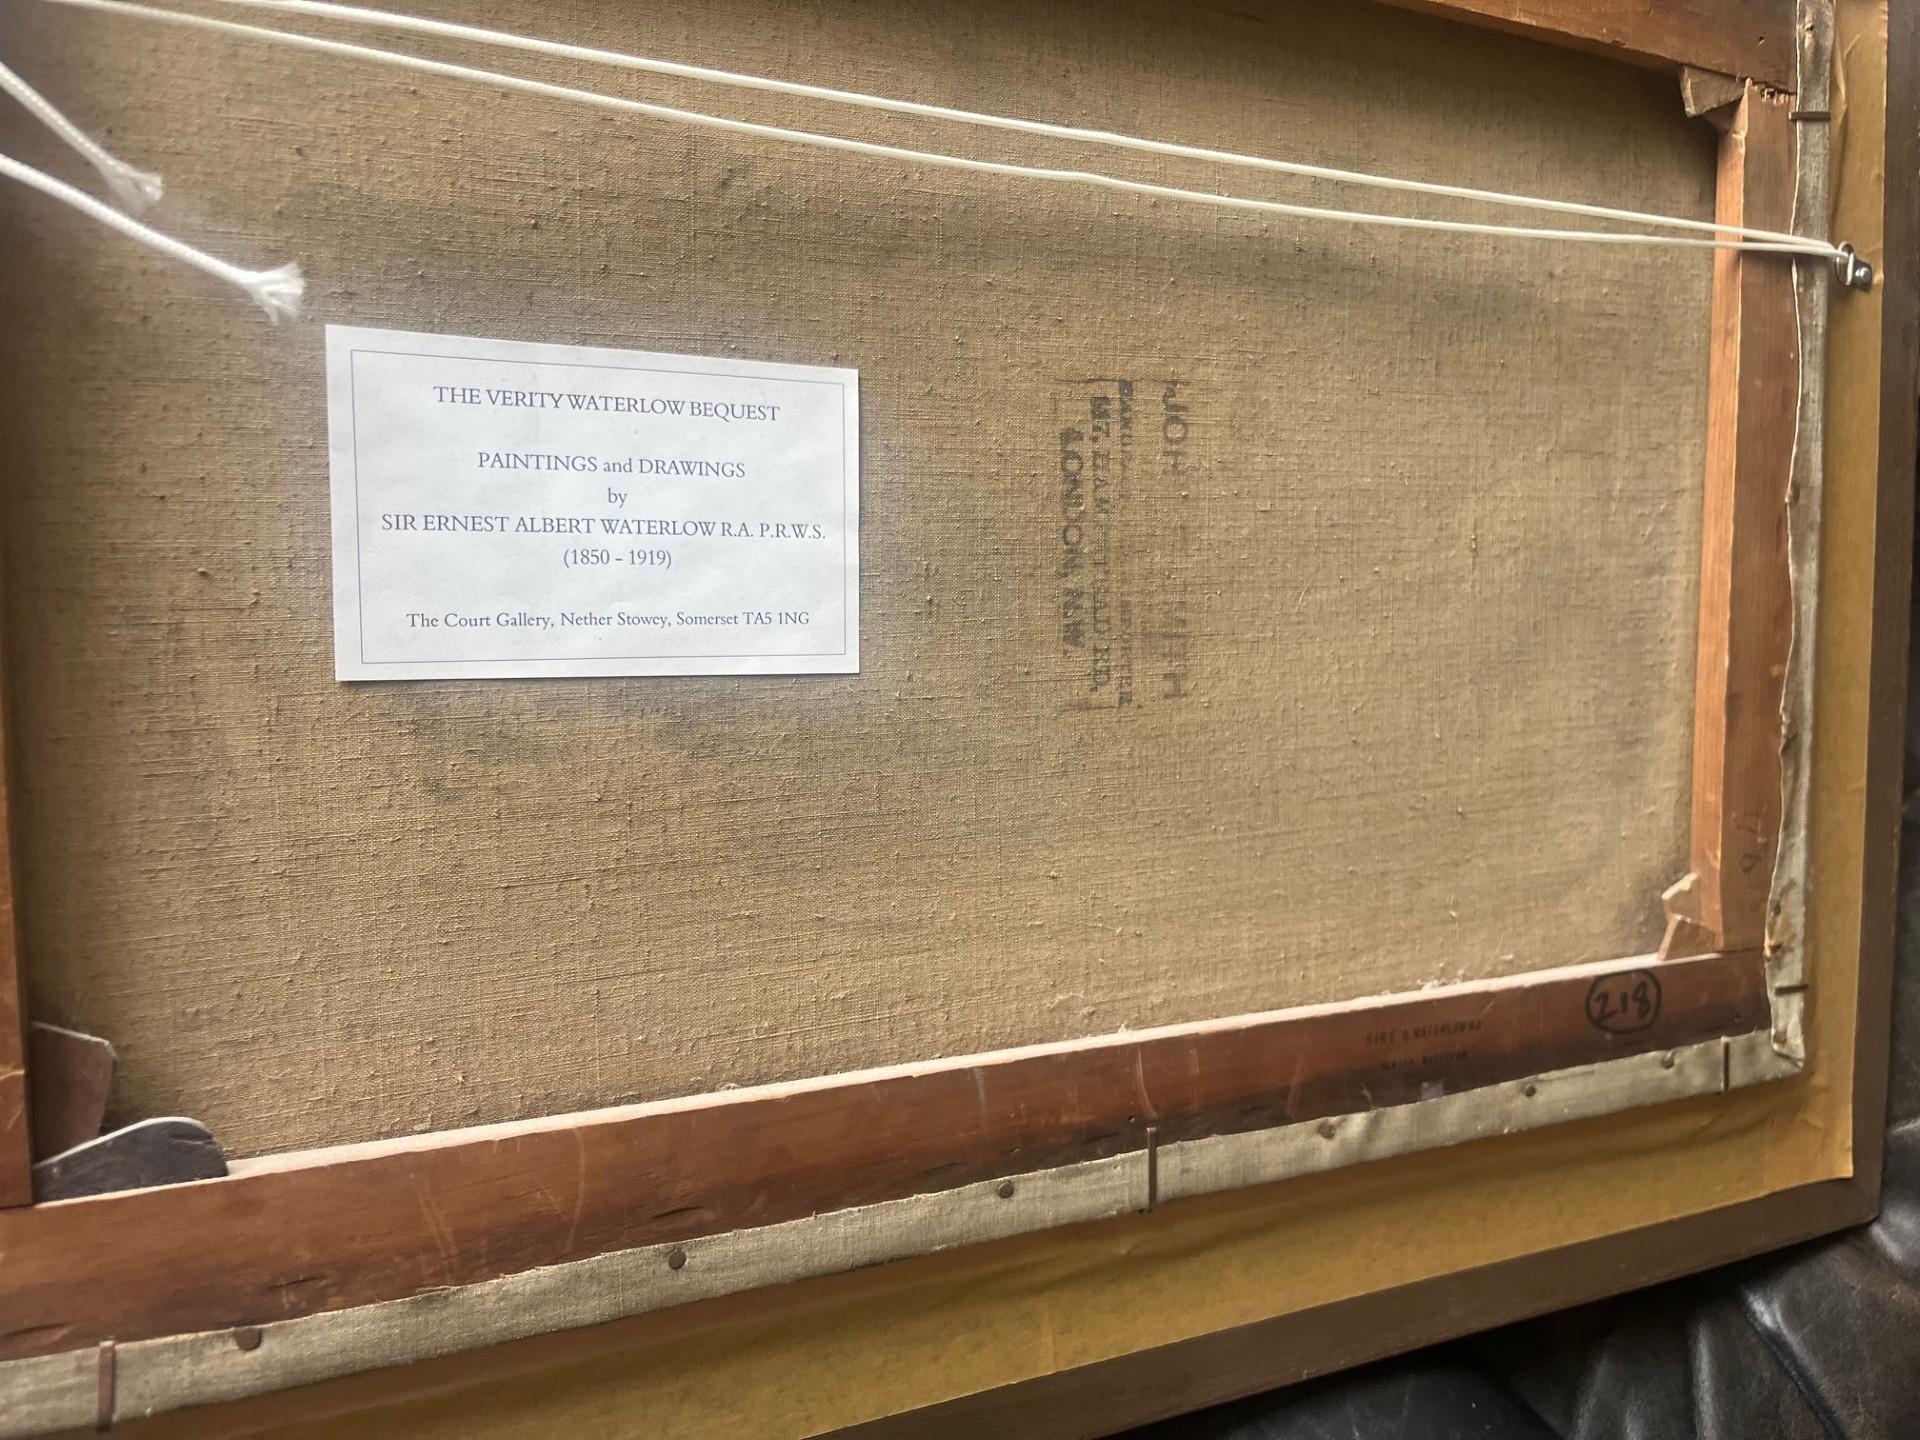 THE VERITY WATERLOW BEQUEST
PAINTINGS and DRAWINGS
by
SIR ERNEST ALBERT WATERLOW R.A. P.R.W.S.
(1850 - 1919)
The Court Gallery, Nether Stowey, Somerset TA5 1NG
LONDON, N.W.
218